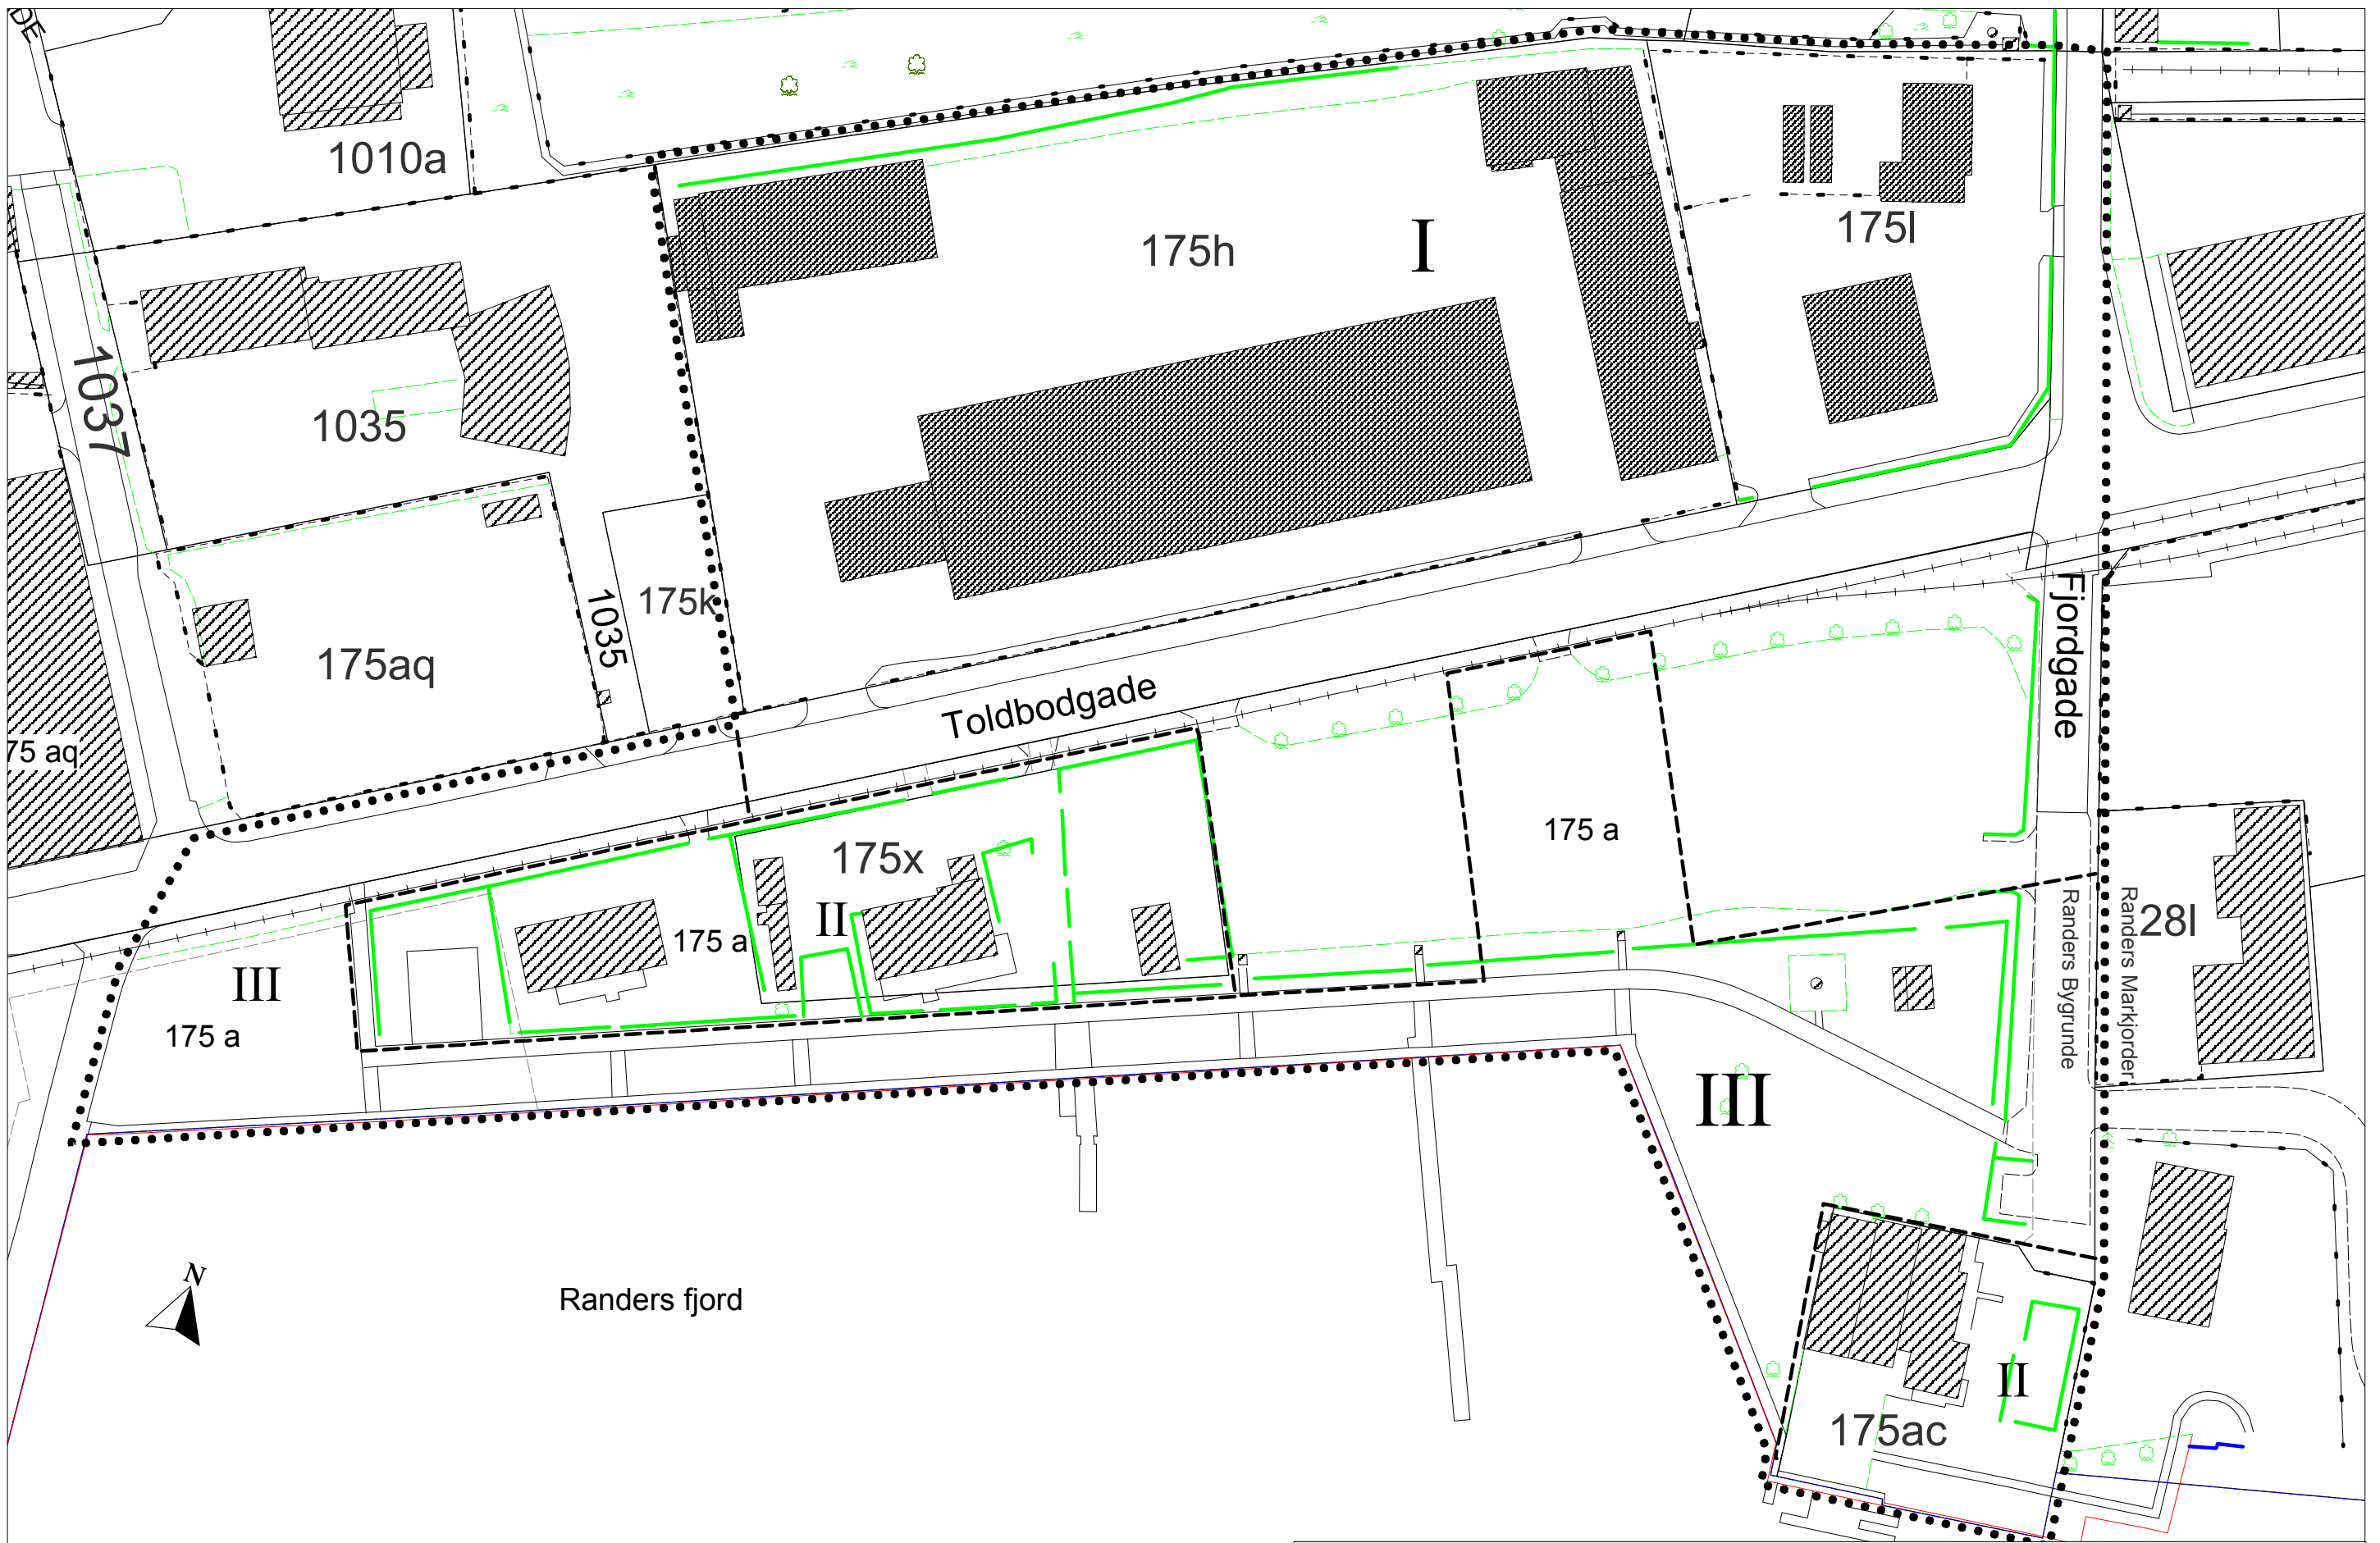 DE
1010a
175h
I
175l
1037
1035
1035
175k
175aq
Fjordgade
Toldbodgade
75 aq
175 a
175x
II
175 a
28l
Randers Bygrunde
Randers Markjorder
III
175 a
III
N
Randers fjord
II
175ac